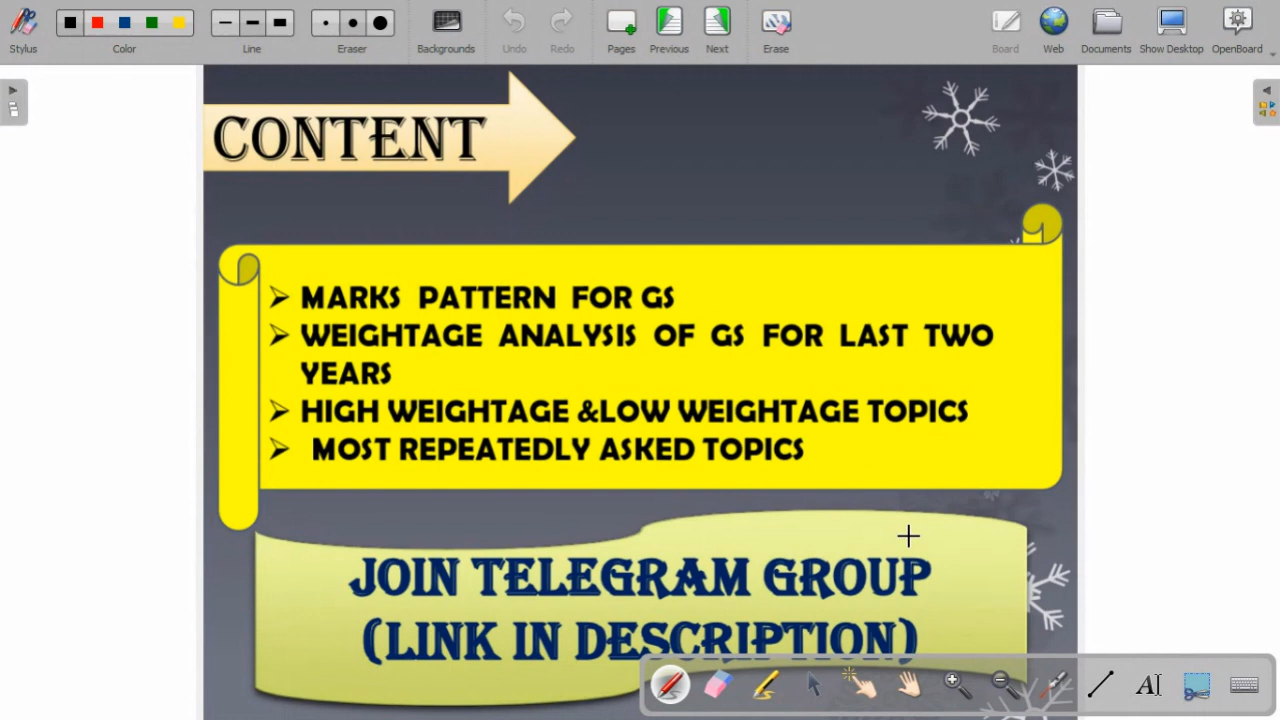 Stylus Color Line Eraser Backgrounds Undo Redo Pages Previous Next Erase Board Web Documents Show Desktop OpenBoard
CONTENT
MARKS PATTERN FOR GS
WEIGHTAGE ANALYSIS OF GS FOR LAST TWO
YEARS
HIGH WEIGHTAGE &LOW WEIGHTAGE TOPICS
MOST REPEATEDLY ASKED TOPICS
JOIN TELEGRAM GROUP
(LINK IN DESCRIPTION)
AI